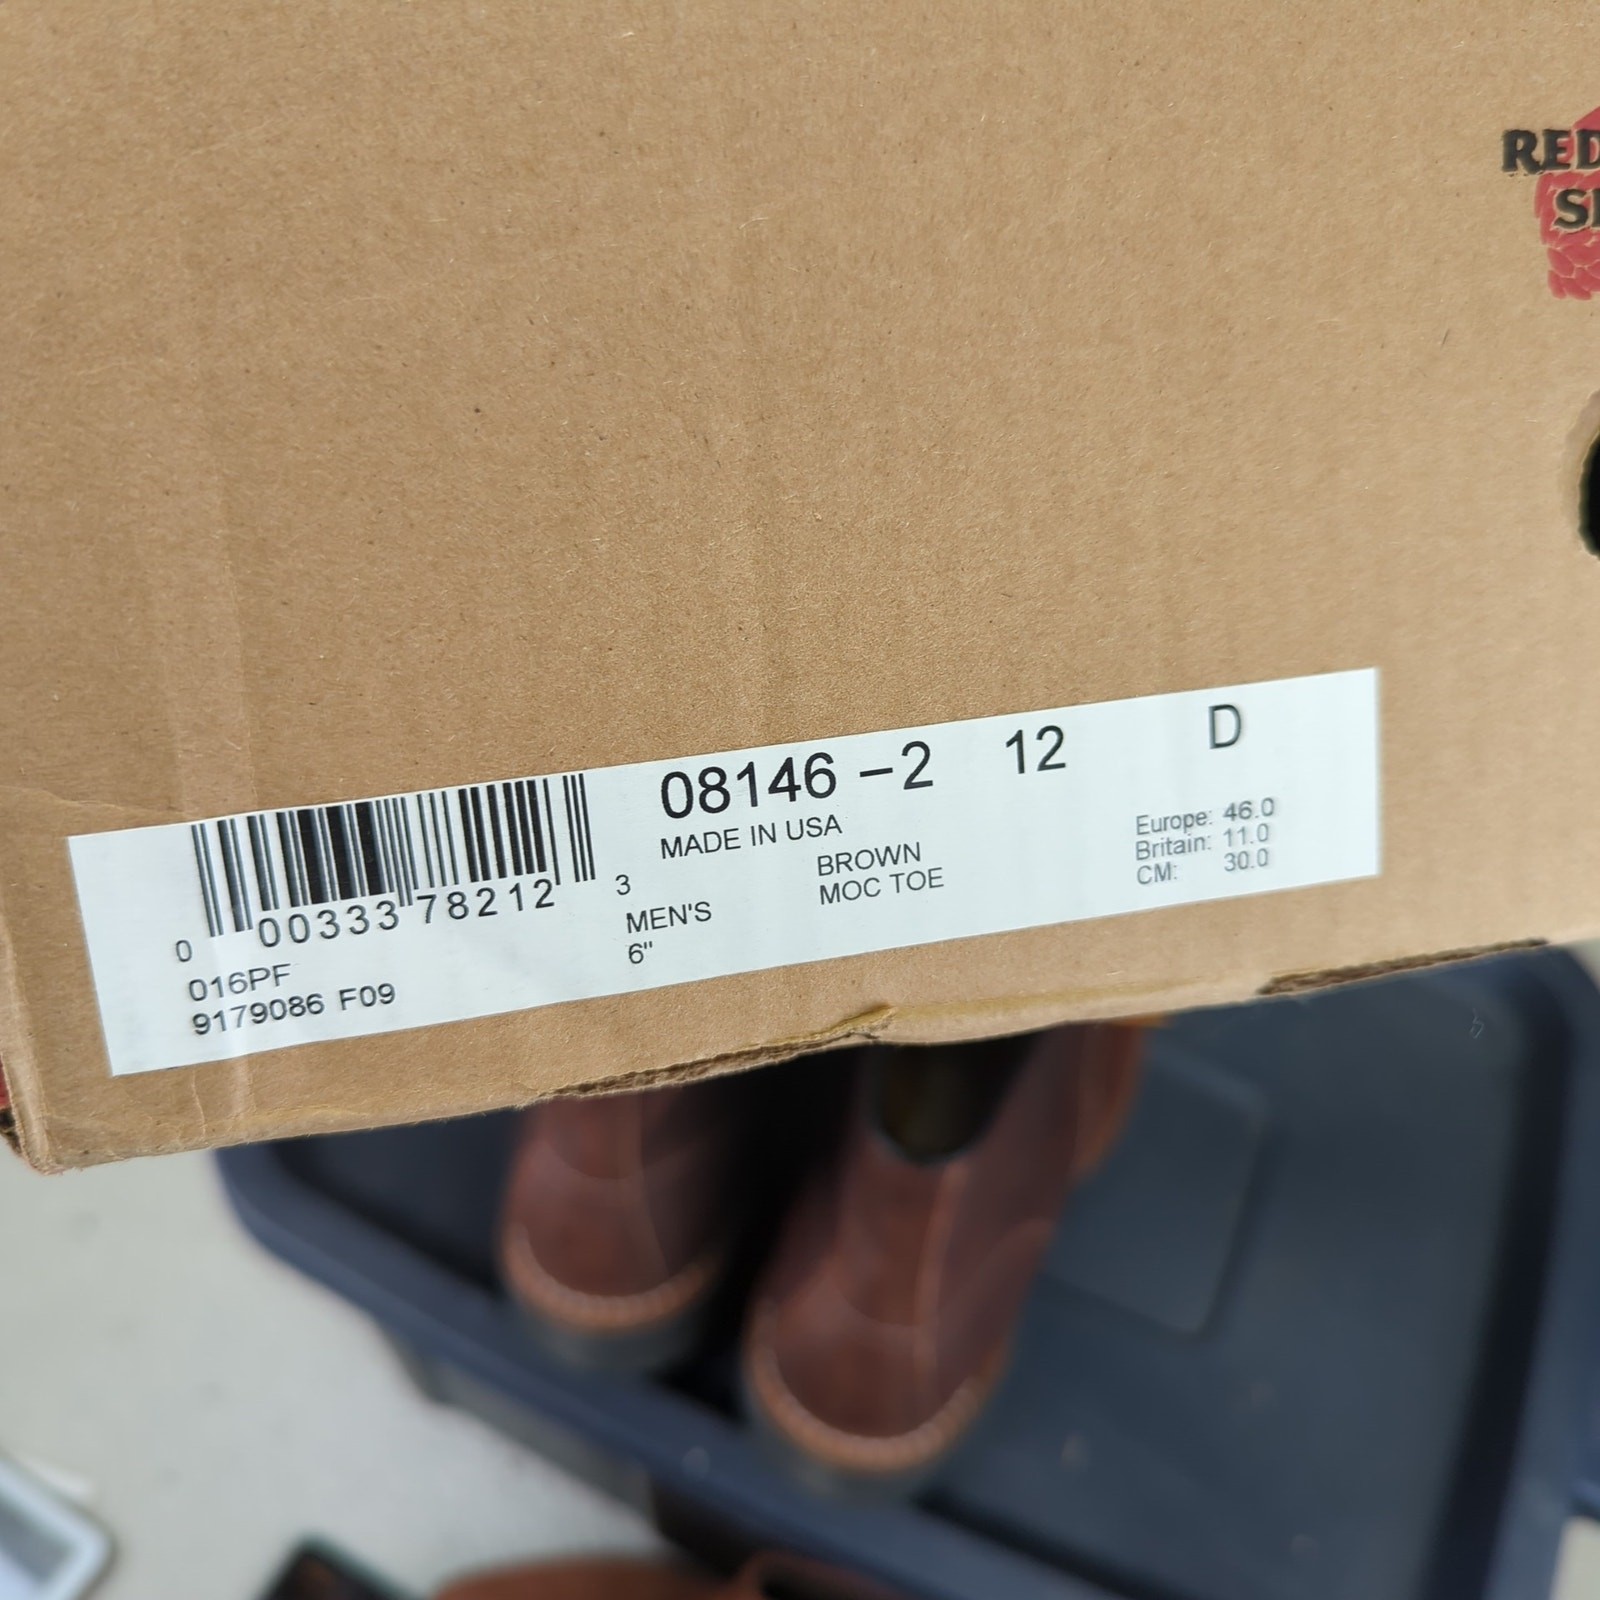 RED
08146 – 2 12 D
MADE IN USA
BROWN
MOC TOE
MEN'S
6"
Europe: 46.0
Britain: 11.0
CM: 30.0
0 00333 78212 3
016PF
9179086 F09